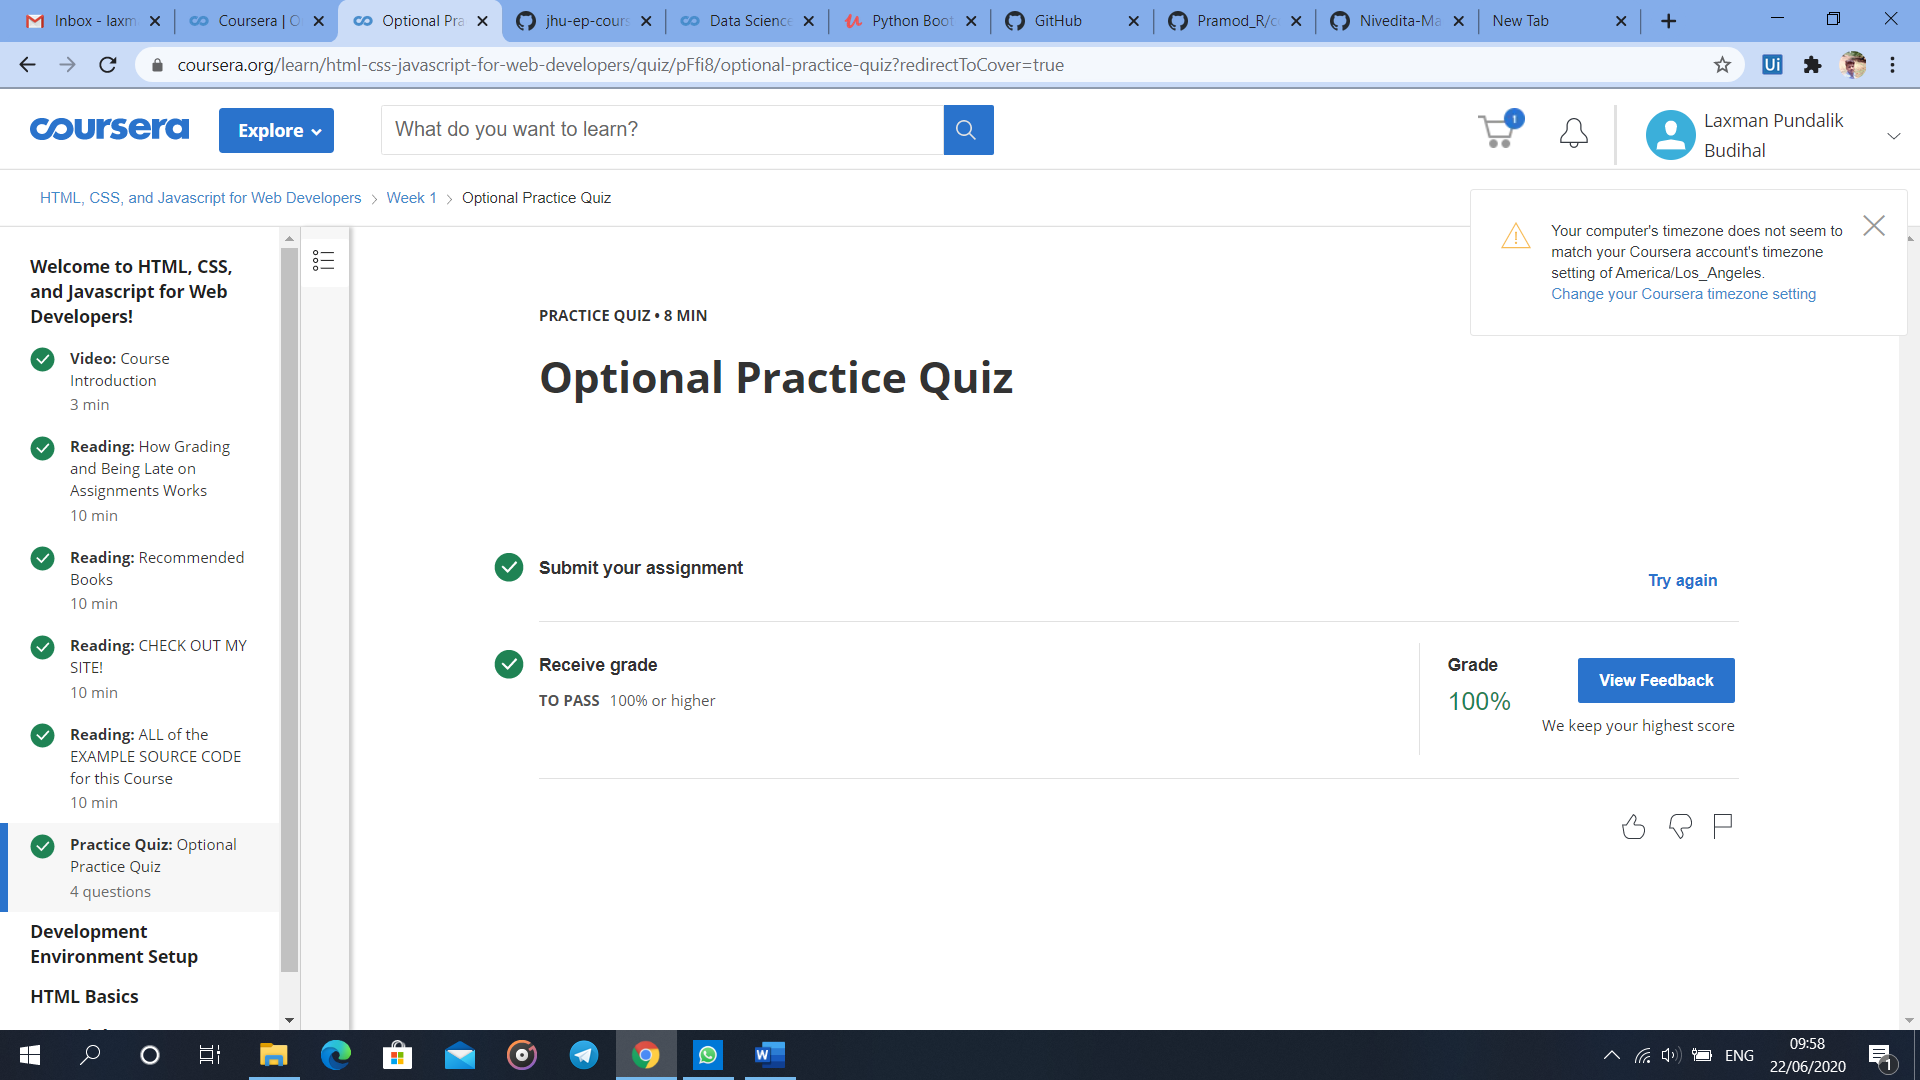 Inbox - laxm
Coursera | O
Optional Pra
jhu-ep-cours
Data Science
Python Boot
GitHub
Pramod_R/c
Nivedita-Ma
New Tab
coursera.org/learn/html-css-javascript-for-web-developers/quiz/pFfi8/optional-practice-quiz?redirectToCover=true
Ui
coursera
Explore
What do you want to learn?
1
Laxman Pundalik
Budihal
HTML, CSS, and Javascript for Web Developers
Week 1
Optional Practice Quiz
Your computer's timezone does not seem to
match your Coursera account's timezone
setting of America/Los_Angeles.
Change your Coursera timezone setting
Welcome to HTML, CSS,
and Javascript for Web
Developers!
Video: Course
Introduction
3 min
Reading: How Grading
and Being Late on
Assignments Works
10 min
Reading: Recommended
Books
10 min
Reading: CHECK OUT MY
SITE!
10 min
Reading: ALL of the
EXAMPLE SOURCE CODE
for this Course
10 min
Practice Quiz: Optional
Practice Quiz
4 questions
Development
Environment Setup
HTML Basics
PRACTICE QUIZ • 8 MIN
Optional Practice Quiz
Submit your assignment
Try again
Receive grade
TO PASS 100% or higher
Grade
100%
View Feedback
We keep your highest score
ENG
09:58
22/06/2020
1